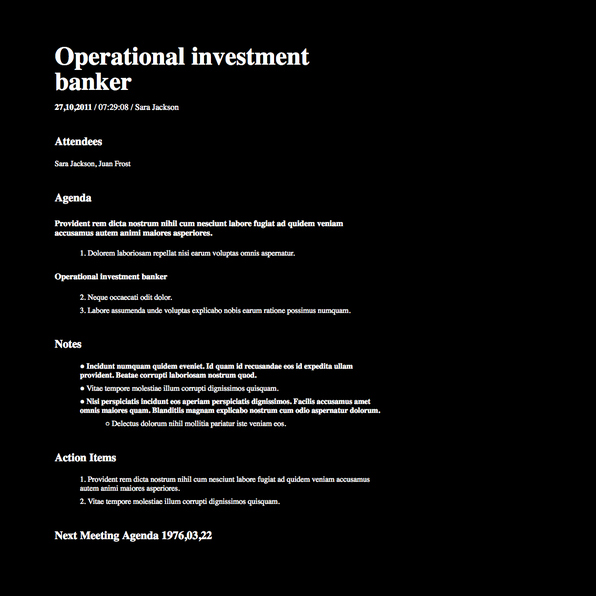 Operational investment
banker
27,10,2011 / 07:29:08 / Sara Jackson
Attendees
Sara Jackson, Juan Frost
Agenda
Provident rem dicta nostrum nihil cum nesciunt labore fugiat ad quidem veniam
accusamus autem animi maiores asperiores.
1. Dolorem laboriosam repellat nisi earum voluptas omnis aspernatur.
Operational investment banker
2. Neque occaecati odit dolor.
3. Labore assumenda unde voluptas explicabo nobis earum ratione possimus numquam.
Notes
● Incidunt numquam quidem eveniet. Id quam id recusandae eos id expedita ullam
provident. Beatae corrupti laboriosam nostrum quod.
● Vitae tempore molestiae illum corrupti dignissimos quisquam.
● Nisi perspiciatis incidunt eos aperiam perspiciatis dignissimos. Facilis accusamus amet
omnis maiores quam. Blanditiis magnam explicabo nostrum cum odio aspernatur dolorum.
○ Delectus dolorum nihil mollitia pariatur iste veniam eos.
Action Items
1. Provident rem dicta nostrum nihil cum nesciunt labore fugiat ad quidem veniam accusamus
autem animi maiores asperiores.
2. Vitae tempore molestiae illum corrupti dignissimos quisquam.
Next Meeting Agenda 1976,03,22